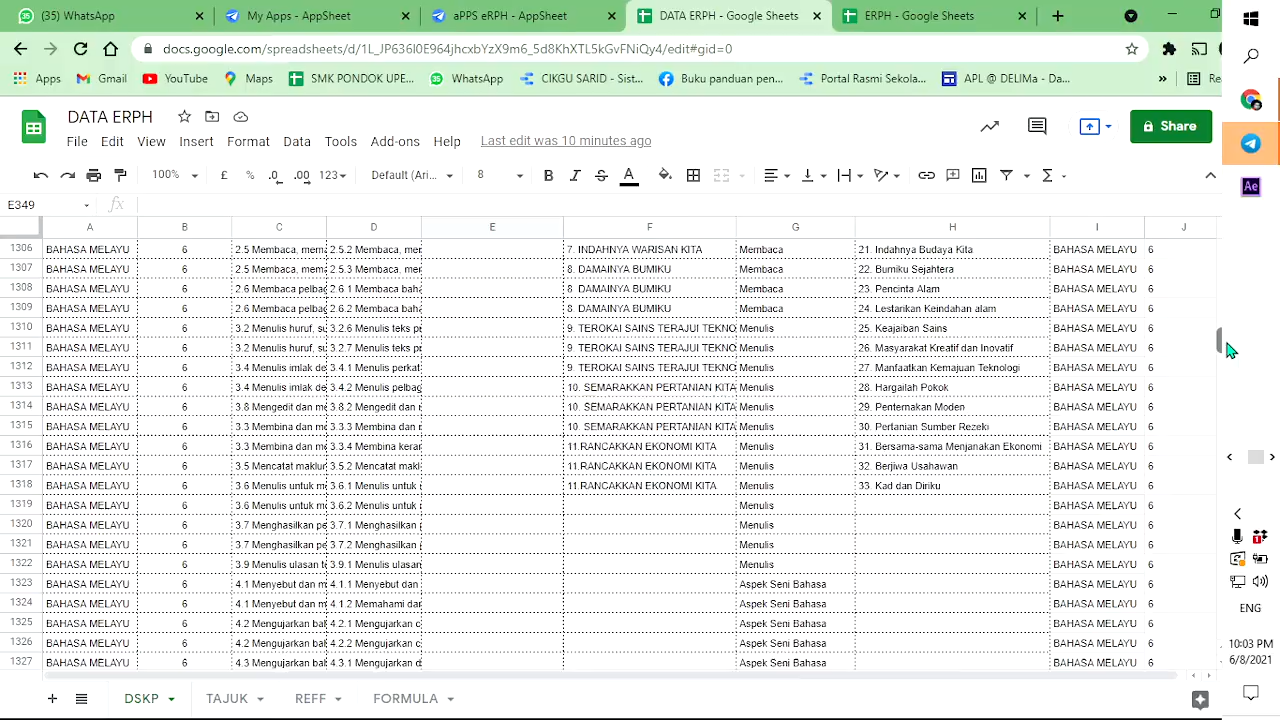 WhatsApp
My Apps - AppSheet
aPPS eRPH - AppSheet
DATA ERPH - Google Sheets
ERPH - Google Sheets
docs.google.com/spreadsheets/d/1L_JP636I0E964jhcxbYzX9m6_5d8KhXTL5kGvFNiQy4/edit#gid=0
Apps Gmail YouTube Maps SMK PONDOK UPE... WhatsApp CIKGU SARID - Sist... Buku panduan pen... Portal Rasmi Sekola... APL @ DELIMa - Da... » Re
DATA ERPH
File Edit View Insert Format Data Tools Add-ons Help Last edit was 10 minutes ago
Share
100% £ % .0 .00 123 Default (Ari... 8 B I S A
E349 fx
A B C D E F G H I J
1306 BAHASA MELAYU 6 2.5 Membaca, mem 2.5.2 Membaca, mer 7. INDAHNYA WARISAN KITA Membaca 21. Indahnya Budaya Kita BAHASA MELAYU 6
1307 BAHASA MELAYU 6 2.5 Membaca, mem 2.5.3 Membaca, mer 8. DAMAINYA BUMIKU Membaca 22. Bumiku Sejahtera BAHASA MELAYU 6
1308 BAHASA MELAYU 6 2.6 Membaca pelba 2.6.1 Membaca baha 8. DAMAINYA BUMIKU Membaca 23. Pencinta Alam BAHASA MELAYU 6
1309 BAHASA MELAYU 6 2.6 Membaca pelba 2.6.2 Membaca baha 8. DAMAINYA BUMIKU Membaca 24. Lestarikan Keindahan alam BAHASA MELAYU 6
1310 BAHASA MELAYU 6 3.2 Menulis huruf, su 3.2.6 Menulis teks p 9. TEROKAI SAINS TERAJUI TEKNO Menulis 25. Keajaiban Sains BAHASA MELAYU 6
1311 BAHASA MELAYU 6 3.2 Menulis huruf, su 3.2.7 Menulis teks p 9. TEROKAI SAINS TERAJUI TEKNO Menulis 26. Masyarakat Kreatif dan Inovatif BAHASA MELAYU 6
1312 BAHASA MELAYU 6 3.4 Menulis imlak de 3.4.1 Menulis perkat 9. TEROKAI SAINS TERAJUI TEKNO Menulis 27. Manfaatkan Kemajuan Teknologi BAHASA MELAYU 6
1313 BAHASA MELAYU 6 3.4 Menulis imlak de 3.4.2 Menulis pelbag 10. SEMARAKKAN PERTANIAN KITA Menulis 28. Hargailah Pokok BAHASA MELAYU 6
1314 BAHASA MELAYU 6 3.8 Mengedit dan me 3.8.2 Mengedit dan 10. SEMARAKKAN PERTANIAN KITA Menulis 29. Penternakan Moden BAHASA MELAYU 6
1315 BAHASA MELAYU 6 3.3 Membina dan me 3.3.3 Membina dan 10. SEMARAKKAN PERTANIAN KITA Menulis 30. Pertanian Sumber Rezeki BAHASA MELAYU 6
1316 BAHASA MELAYU 6 3.3 Membina dan me 3.3.4 Membina keran 11.RANCAKKAN EKONOMI KITA Menulis 31. Bersama-sama Menjanakan Ekonomi BAHASA MELAYU 6
1317 BAHASA MELAYU 6 3.5 Mencatat maklum 3.5.2 Mencatat makl 11.RANCAKKAN EKONOMI KITA Menulis 32. Berjiwa Usahawan BAHASA MELAYU 6
1318 BAHASA MELAYU 6 3.6 Menulis untuk m 3.6.1 Menulis untuk 11.RANCAKKAN EKONOMI KITA Menulis 33. Kad dan Diriku BAHASA MELAYU 6
1319 BAHASA MELAYU 6 3.6 Menulis untuk m 3.6.2 Menulis untuk Menulis BAHASA MELAYU 6
1320 BAHASA MELAYU 6 3.7 Menghasilkan pe 3.7.1 Menghasilkan Menulis BAHASA MELAYU 6
1321 BAHASA MELAYU 6 3.7 Menghasilkan pe 3.7.2 Menghasilkan Menulis BAHASA MELAYU 6
1322 BAHASA MELAYU 6 3.9 Menulis ulasan t 3.9.1 Menulis ulasan Menulis BAHASA MELAYU 6
1323 BAHASA MELAYU 6 4.1 Menyebut dan m 4.1.1 Menyebut dan Aspek Seni Bahasa BAHASA MELAYU 6
1324 BAHASA MELAYU 6 4.1 Menyebut dan m 4.1.2 Memahami dan Aspek Seni Bahasa BAHASA MELAYU 6
1325 BAHASA MELAYU 6 4.2 Mengujarkan bah 4.2.1 Mengujarkan c Aspek Seni Bahasa BAHASA MELAYU 6
1326 BAHASA MELAYU 6 4.2 Mengujarkan bah 4.2.2 Mengujarkan c Aspek Seni Bahasa BAHASA MELAYU 6
1327 BAHASA MELAYU 6 4.3 Mengujarkan bal 4.3.1 Mengujarkan d Aspek Seni Bahasa BAHASA MELAYU 6
DSKP TAJUK REFF FORMULA
Ae
ENG
10:03 PM
6/8/2021